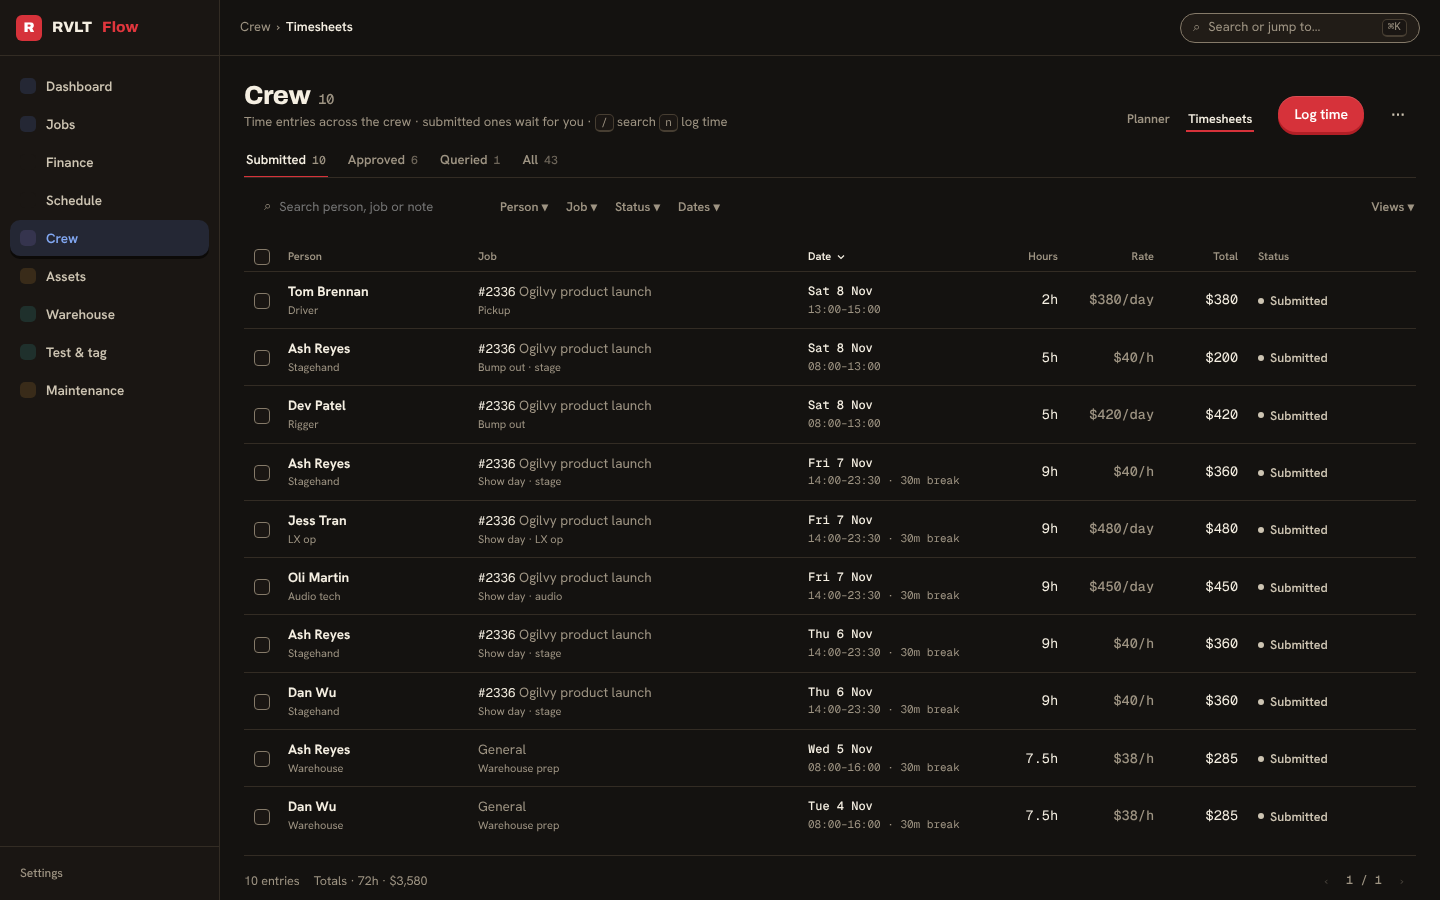 R RVLT Flow
Crew › Timesheets
Search or jump to... ⌘K
Dashboard
Jobs
Finance
Schedule
Crew
Assets
Warehouse
Test & tag
Maintenance
Settings
Crew 10
Time entries across the crew · submitted ones wait for you · / search n log time
Planner Timesheets Log time ···
Submitted 10 Approved 6 Queried 1 All 43
Search person, job or note Person ▾ Job ▾ Status ▾ Dates ▾ Views ▾
Person Job Date Hours Rate Total Status
Tom Brennan #2336 Ogilvy product launch Sat 8 Nov 2h $380/day $380 Submitted
Driver Pickup 13:00–15:00
Ash Reyes #2336 Ogilvy product launch Sat 8 Nov 5h $40/h $200 Submitted
Stagehand Bump out · stage 08:00–13:00
Dev Patel #2336 Ogilvy product launch Sat 8 Nov 5h $420/day $420 Submitted
Rigger Bump out 08:00–13:00
Ash Reyes #2336 Ogilvy product launch Fri 7 Nov 9h $40/h $360 Submitted
Stagehand Show day · stage 14:00–23:30 · 30m break
Jess Tran #2336 Ogilvy product launch Fri 7 Nov 9h $480/day $480 Submitted
LX op Show day · LX op 14:00–23:30 · 30m break
Oli Martin #2336 Ogilvy product launch Fri 7 Nov 9h $450/day $450 Submitted
Audio tech Show day · audio 14:00–23:30 · 30m break
Ash Reyes #2336 Ogilvy product launch Thu 6 Nov 9h $40/h $360 Submitted
Stagehand Show day · stage 14:00–23:30 · 30m break
Dan Wu #2336 Ogilvy product launch Thu 6 Nov 9h $40/h $360 Submitted
Stagehand Show day · stage 14:00–23:30 · 30m break
Ash Reyes General Wed 5 Nov 7.5h $38/h $285 Submitted
Warehouse Warehouse prep 08:00–16:00 · 30m break
Dan Wu General Tue 4 Nov 7.5h $38/h $285 Submitted
Warehouse Warehouse prep 08:00–16:00 · 30m break
10 entries Totals · 72h · $3,580 ‹ 1 / 1 ›